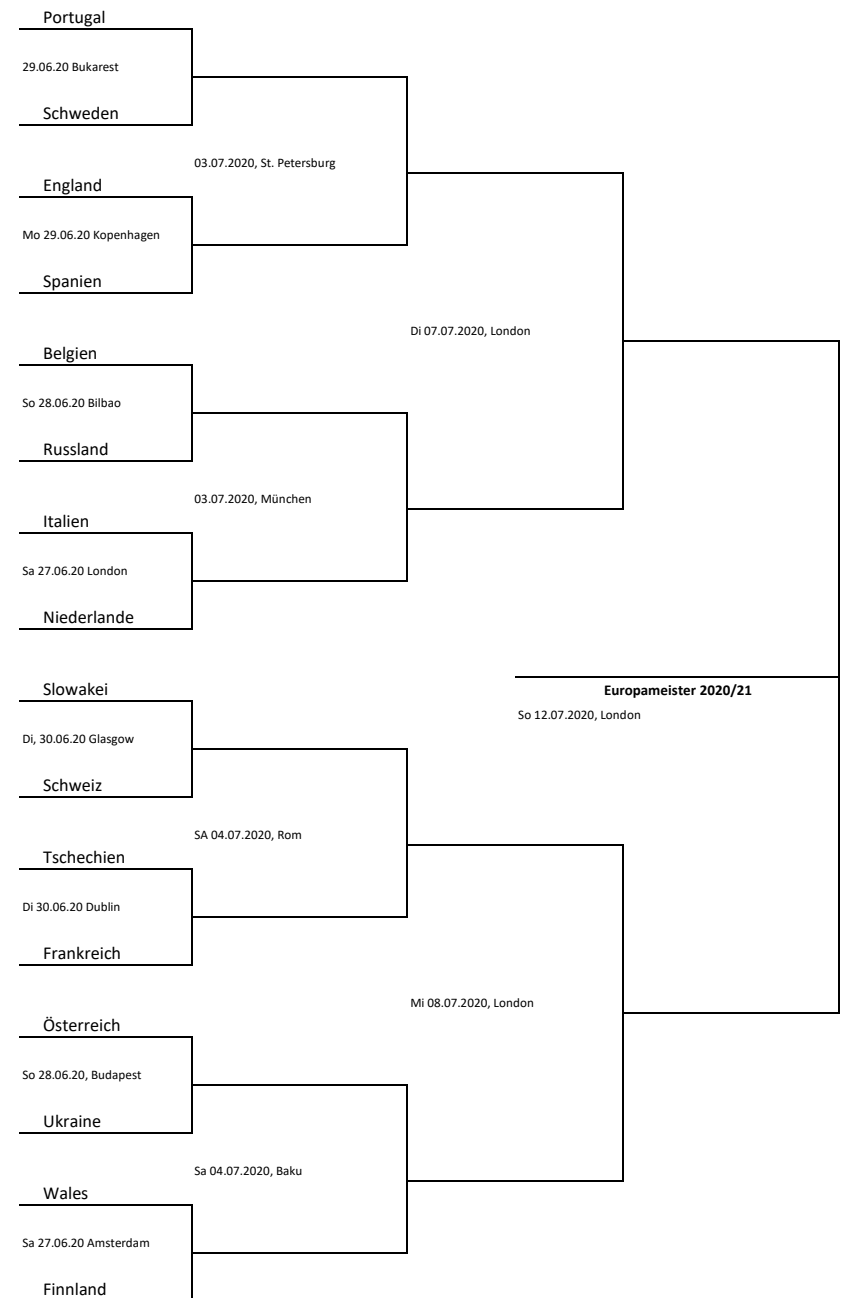 Portugal
29.06.20 Bukarest
Schweden
03.07.2020, St. Petersburg
England
Mo 29.06.20 Kopenhagen
Spanien
Di 07.07.2020, London
Belgien
So 28.06.20 Bilbao
Russland
03.07.2020, München
Italien
Sa 27.06.20 London
Niederlande
Slowakei
Europameister 2020/21
So 12.07.2020, London
Di, 30.06.20 Glasgow
Schweiz
SA 04.07.2020, Rom
Tschechien
Di 30.06.20 Dublin
Frankreich
Mi 08.07.2020, London
Österreich
So 28.06.20, Budapest
Ukraine
Sa 04.07.2020, Baku
Wales
Sa 27.06.20 Amsterdam
Finnland